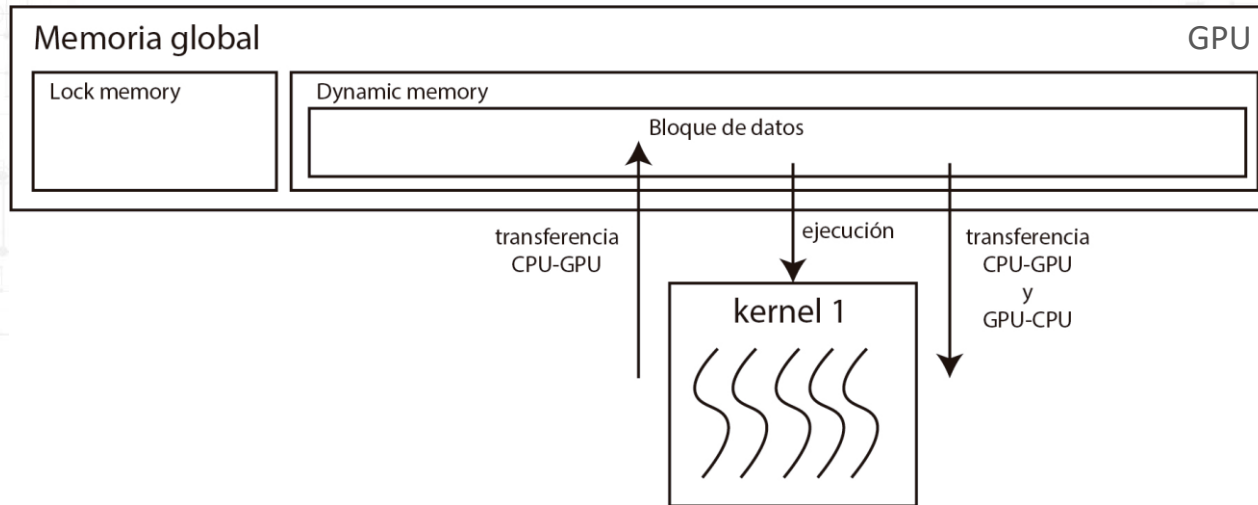 Memoria global
GPU
Lock memory
Dynamic memory
Bloque de datos
transferencia
CPU-GPU
ejecución
transferencia
CPU-GPU
y
GPU-CPU
kernel 1